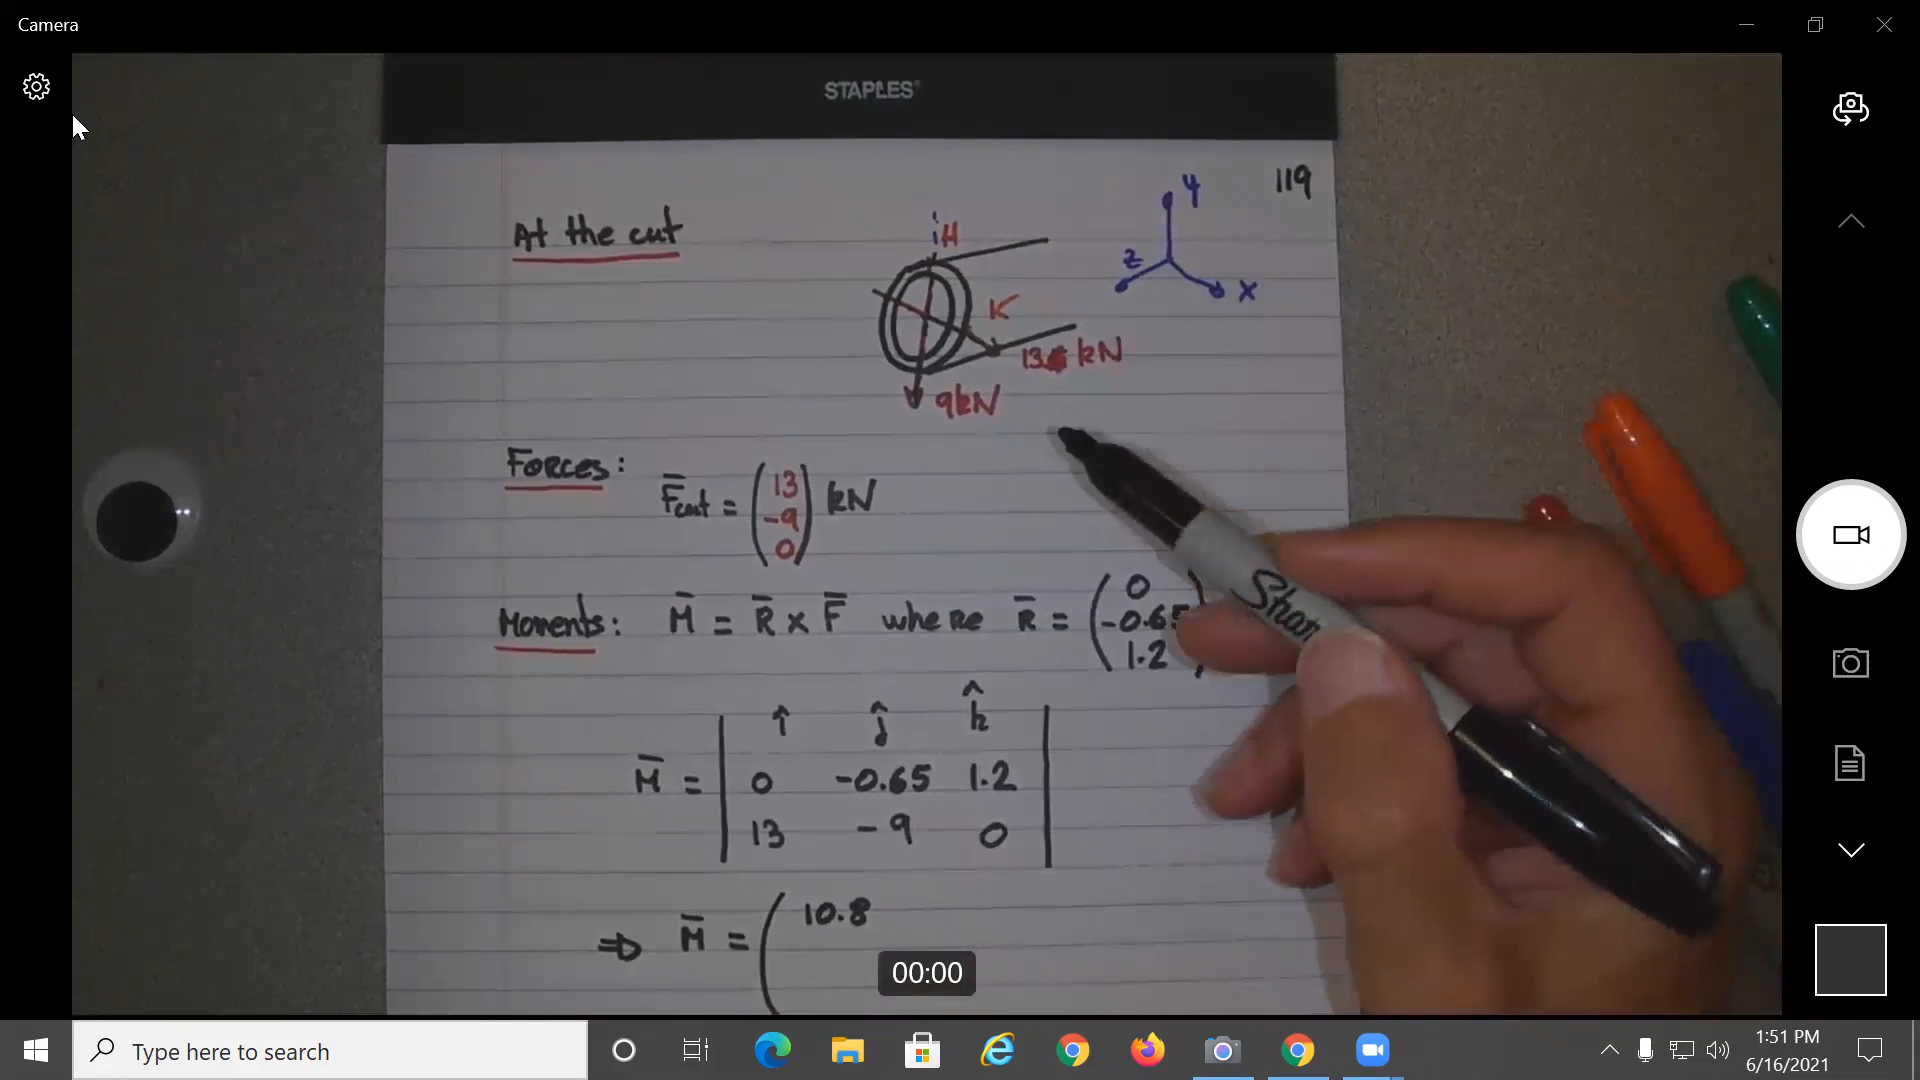 Camera
STAPLES
119
At the cut
iH
K
13 kN
9kN
y
z
x
Forces: F̄cut = (13 -9 0) kN
Moments: M̄ = R̄ x F̄ where R̄ = (0 -0.65 1.2)
M̄ = | î ĵ k̂
0 -0.65 1.2
13 -9 0 |
⇒ M̄ = ( 10.8
Shar
00:00
Type here to search
1:51 PM
6/16/2021